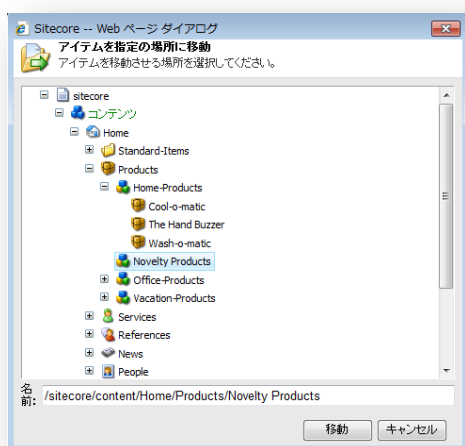 Sitecore -- Web ページ ダイアログ
アイテムを指定の場所に移動
アイテムを移動させる場所を選択してください。
sitecore
コンテンツ
Home
Standard-Items
Products
Home-Products
Cool-o-matic
The Hand Buzzer
Wash-o-matic
Novelty Products
Office-Products
Vacation-Products
Services
References
News
People
名前: /sitecore/content/Home/Products/Novelty Products
移動 キャンセル